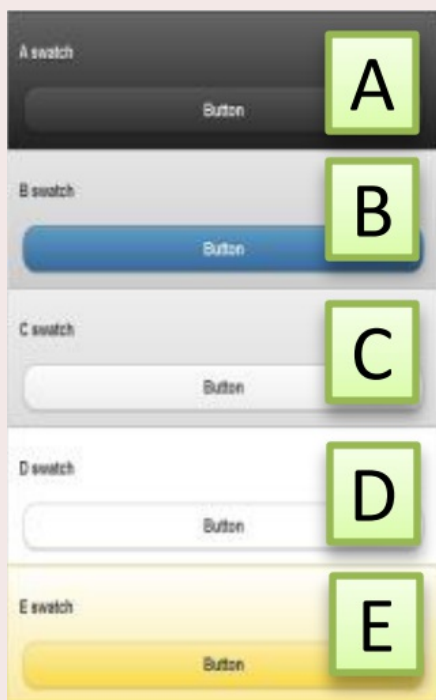 A swatch
A
Button
B swatch
B
Button
C swatch
C
Button
D swatch
D
Button
E swatch
E
Button